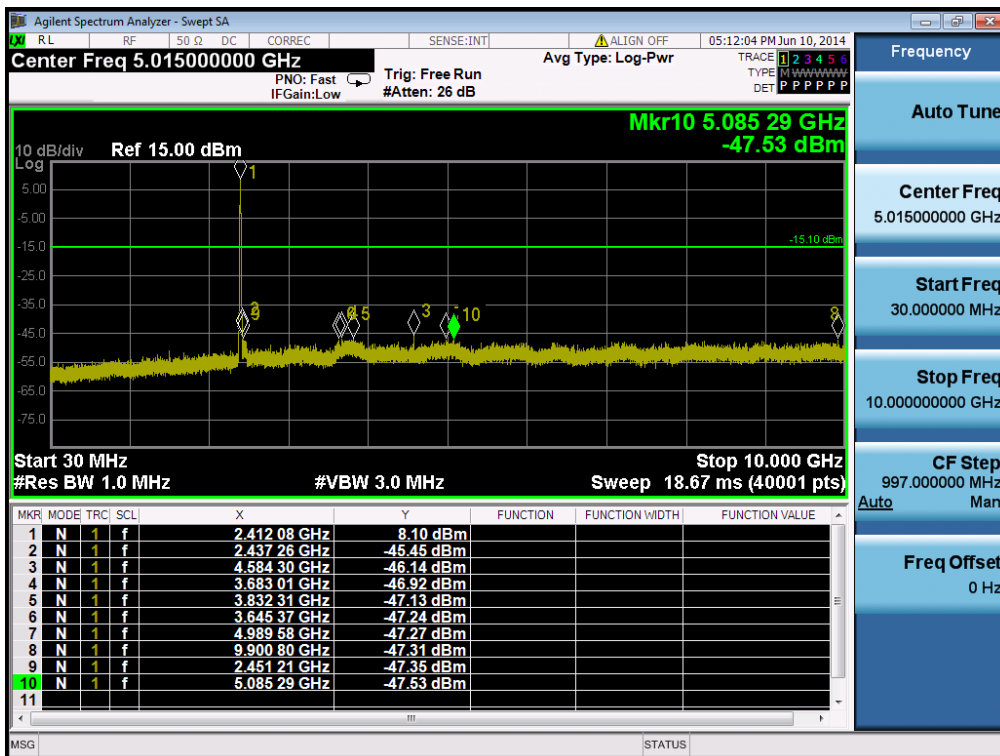 Agilent Spectrum Analyzer - Swept SA
LXI RL RF 50 Ω DC CORREC SENSE:INT ALIGN OFF 05:12:04 PM Jun 10, 2014
Center Freq 5.015000000 GHz
PNO: Fast
IFGain:Low
Trig: Free Run
#Atten: 26 dB
Avg Type: Log-Pwr
TRACE 1 2 3 4 5 6
TYPE M WWWWW
DET P P P P P P
Mkr10 5.085 29 GHz
-47.53 dBm
10 dB/div Ref 15.00 dBm
Log
1
5.00
-5.00
-15.0
-15.10 dBm
-25.0
-35.0
9 5 3 10 8
-45.0
-55.0
-65.0
-75.0
Start 30 MHz Stop 10.000 GHz
#Res BW 1.0 MHz #VBW 3.0 MHz Sweep 18.67 ms (40001 pts)
MKR MODE TRC SCL X Y FUNCTION FUNCTION WIDTH FUNCTION VALUE
1 N 1 f 2.412 08 GHz 8.10 dBm
2 N 1 f 2.437 26 GHz -45.45 dBm
3 N 1 f 4.584 30 GHz -46.14 dBm
4 N 1 f 3.683 01 GHz -46.92 dBm
5 N 1 f 3.832 31 GHz -47.13 dBm
6 N 1 f 3.645 37 GHz -47.24 dBm
7 N 1 f 4.989 58 GHz -47.27 dBm
8 N 1 f 9.900 80 GHz -47.31 dBm
9 N 1 f 2.451 21 GHz -47.35 dBm
10 N 1 f 5.085 29 GHz -47.53 dBm
11
MSG STATUS
Frequency
Auto Tune
Center Freq
5.015000000 GHz
Start Freq
30.000000 MHz
Stop Freq
10.000000000 GHz
CF Step
997.000000 MHz
Auto Man
Freq Offset
0 Hz